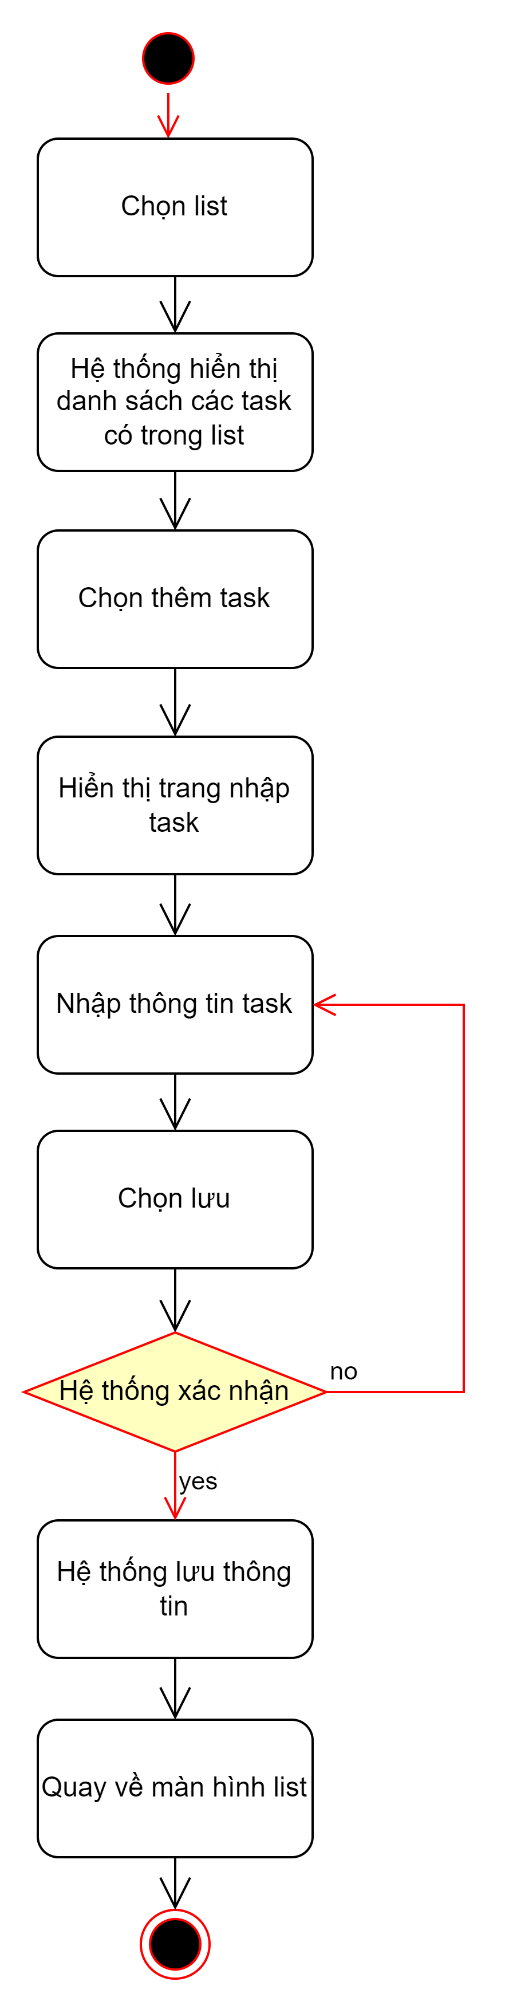 Chọn list
Hệ thống hiển thị
danh sách các task
có trong list
Chọn thêm task
Hiển thị trang nhập
task
Nhập thông tin task
Chọn lưu
Hệ thống xác nhận
no
yes
Hệ thống lưu thông
tin
Quay về màn hình list